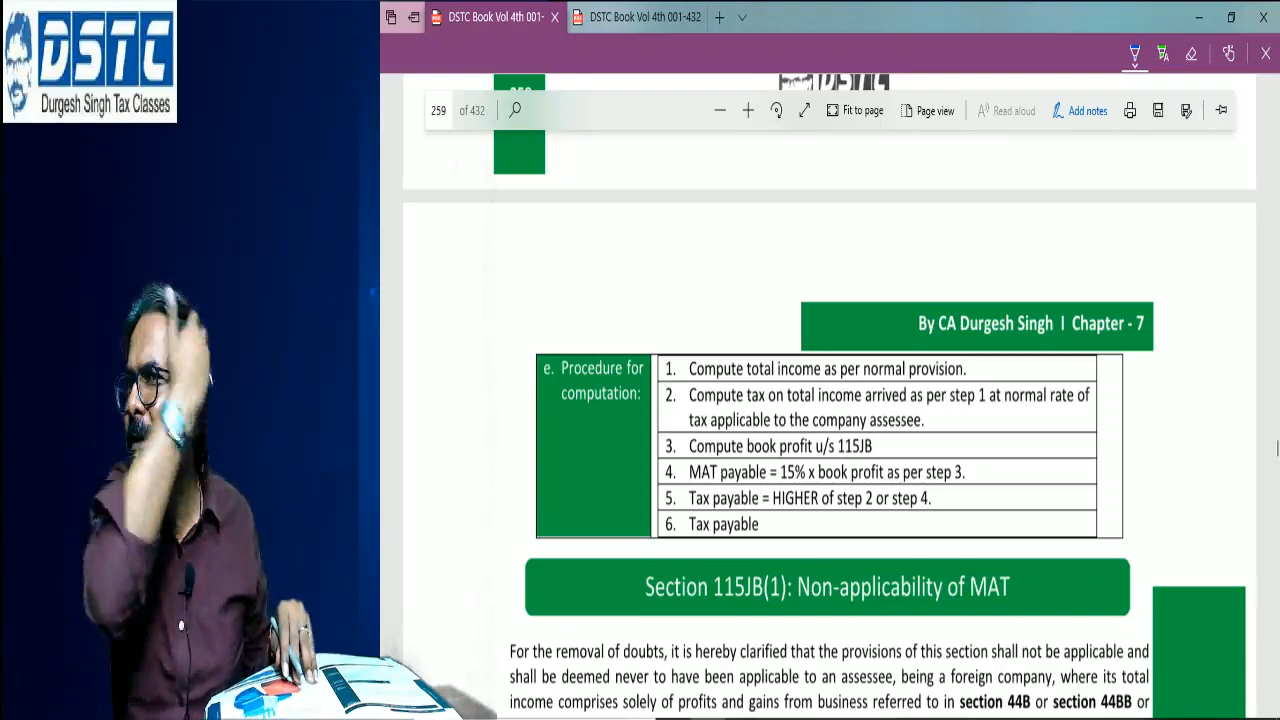 DSTC
Durgesh Singh Tax Classes
DSTC Book Vol 4th 001-
DSTC Book Vol 4th 001-432
259 of 432
Fit to page
Page view
Read aloud
Add notes
By CA Durgesh Singh I Chapter - 7
e. Procedure for computation:
1. Compute total income as per normal provision.
2. Compute tax on total income arrived as per step 1 at normal rate of
tax applicable to the company assessee.
3. Compute book profit u/s 115JB
4. MAT payable = 15% x book profit as per step 3.
5. Tax payable = HIGHER of step 2 or step 4.
6. Tax payable
Section 115JB(1): Non-applicability of MAT
For the removal of doubts, it is hereby clarified that the provisions of this section shall not be applicable and
shall be deemed never to have been applicable to an assessee, being a foreign company, where its total
income comprises solely of profits and gains from business referred to in section 44B or section 44BB or